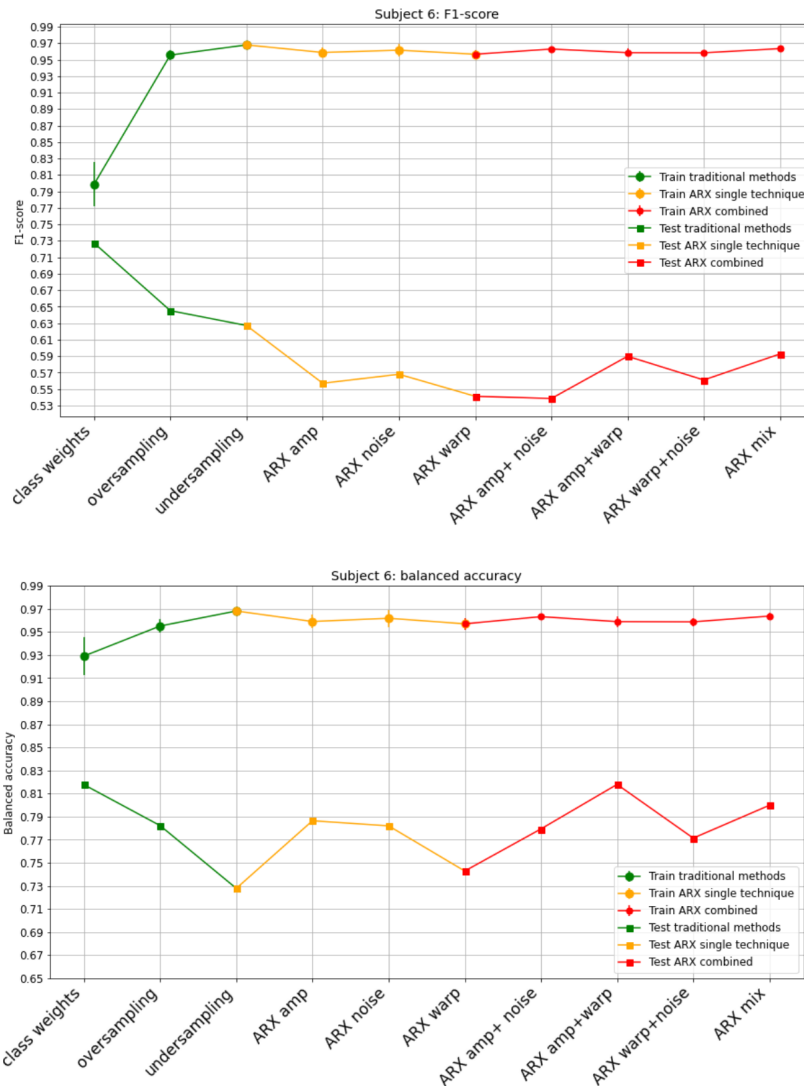 Subject 6: F1-score
0.99
0.97
0.95
0.93
0.91
0.89
0.87
0.85
0.83
0.81
0.79
0.77
0.75
0.73
0.71
0.69
0.67
0.65
0.63
0.61
0.59
0.57
0.55
0.53
F1-score
Train traditional methods
Train ARX single technique
Train ARX combined
Test traditional methods
Test ARX single technique
Test ARX combined
class weights
oversampling
undersampling
ARX amp
ARX noise
ARX warp
ARX amp+ noise
ARX amp+warp
ARX warp+noise
ARX mix
Subject 6: balanced accuracy
0.99
0.97
0.95
0.93
0.91
0.89
0.87
0.85
0.83
0.81
0.79
0.77
0.75
0.73
0.71
0.69
0.67
0.65
Balanced accuracy
Train traditional methods
Train ARX single technique
Train ARX combined
Test traditional methods
Test ARX single technique
Test ARX combined
class weights
oversampling
undersampling
ARX amp
ARX noise
ARX warp
ARX amp+ noise
ARX amp+warp
ARX warp+noise
ARX mix